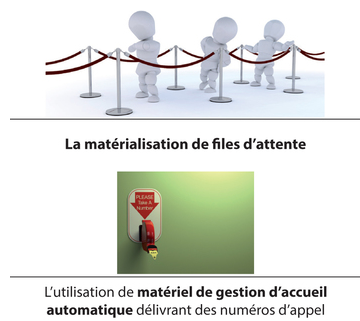 La matérialisation de files d’attente
PLEASE
Take A
Number
L’utilisation de matériel de gestion d’accueil
automatique délivrant des numéros d’appel